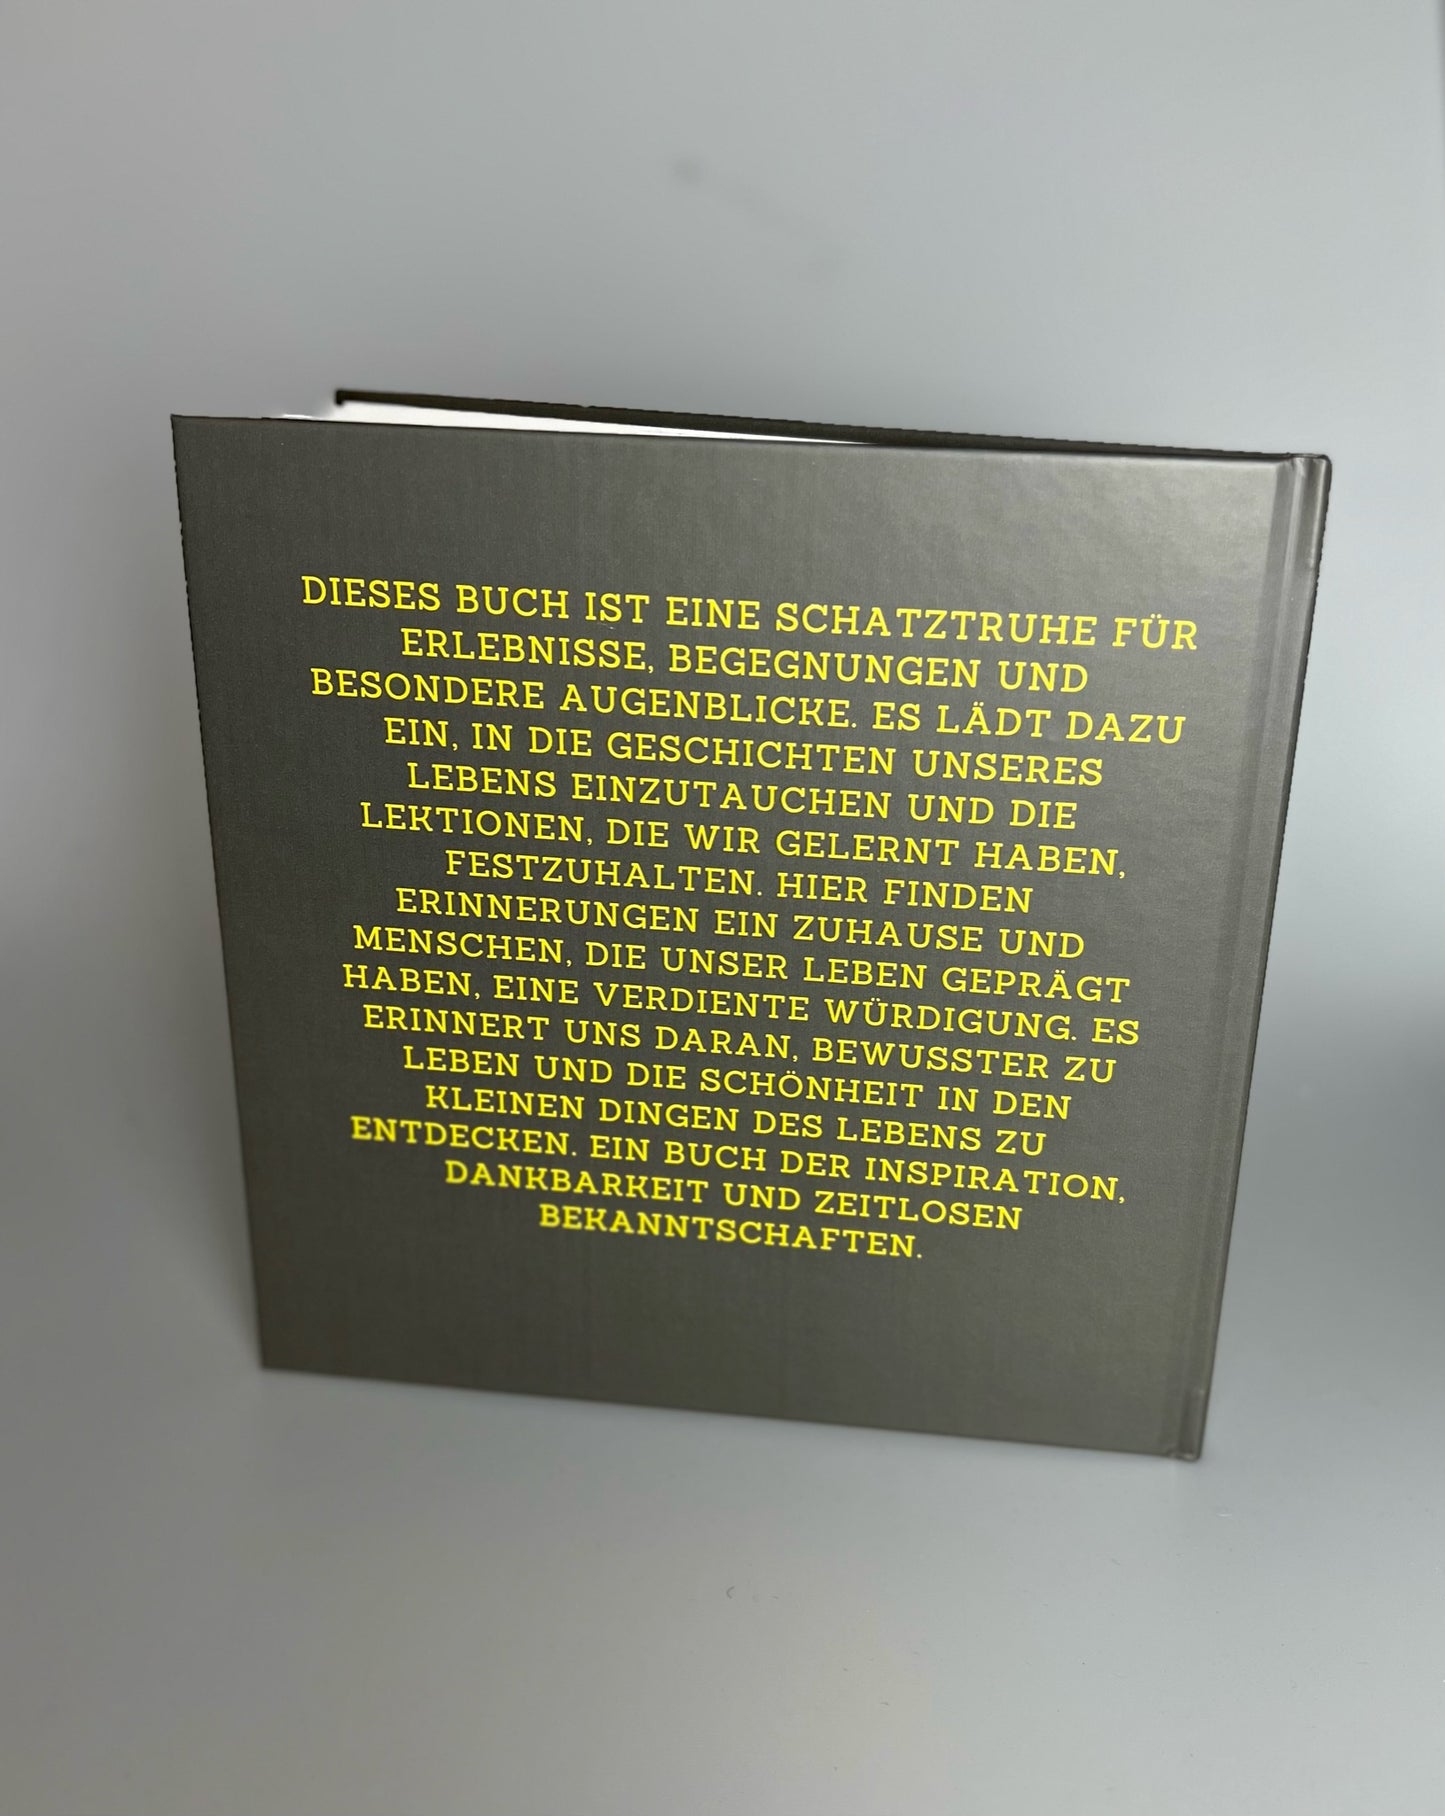 DIESES BUCH IST EINE SCHATZTRUHE FÜR
ERLEBNISSE, BEGEGNUNGEN UND
BESONDERE AUGENBLICKE. ES LÄDT DAZU
EIN, IN DIE GESCHICHTEN UNSERES
LEBENS EINZUTAUCHEN UND DIE
LEKTIONEN, DIE WIR GELERNT HABEN,
FESTZUHALTEN. HIER FINDEN
ERINNERUNGEN EIN ZUHAUSE UND
MENSCHEN, DIE UNSER LEBEN GEPRÄGT
HABEN, EINE VERDIENTE WÜRDIGUNG. ES
ERINNERT UNS DARAN, BEWUSSTER ZU
LEBEN UND DIE SCHÖNHEIT IN DEN
KLEINEN DINGEN DES LEBENS ZU
ENTDECKEN. EIN BUCH DER INSPIRATION,
DANKBARKEIT UND ZEITLOSEN
BEKANNTSCHAFTEN.